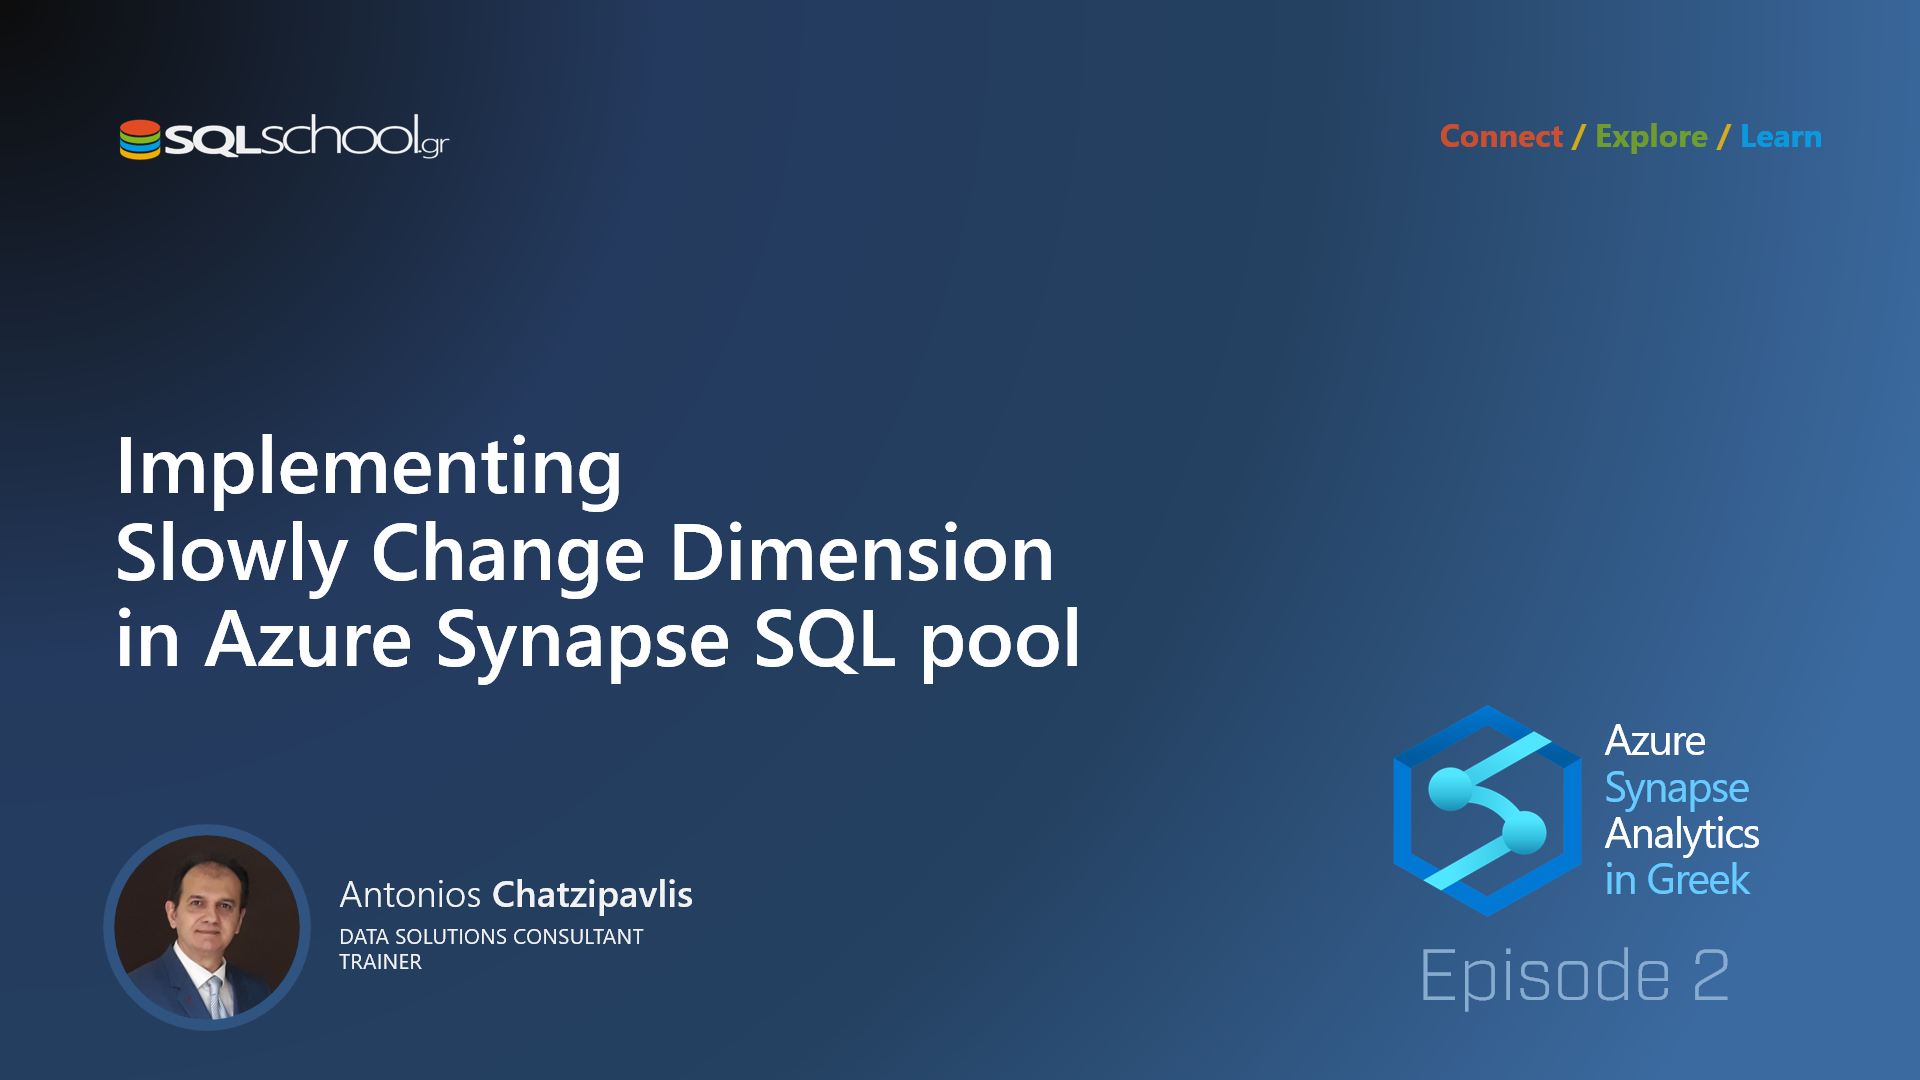 SQLschool.gr
Connect / Explore / Learn
Implementing
Slowly Change Dimension
in Azure Synapse SQL pool
Antonios Chatzipavlis
DATA SOLUTIONS CONSULTANT
TRAINER
Azure
Synapse
Analytics
in Greek
Episode 2